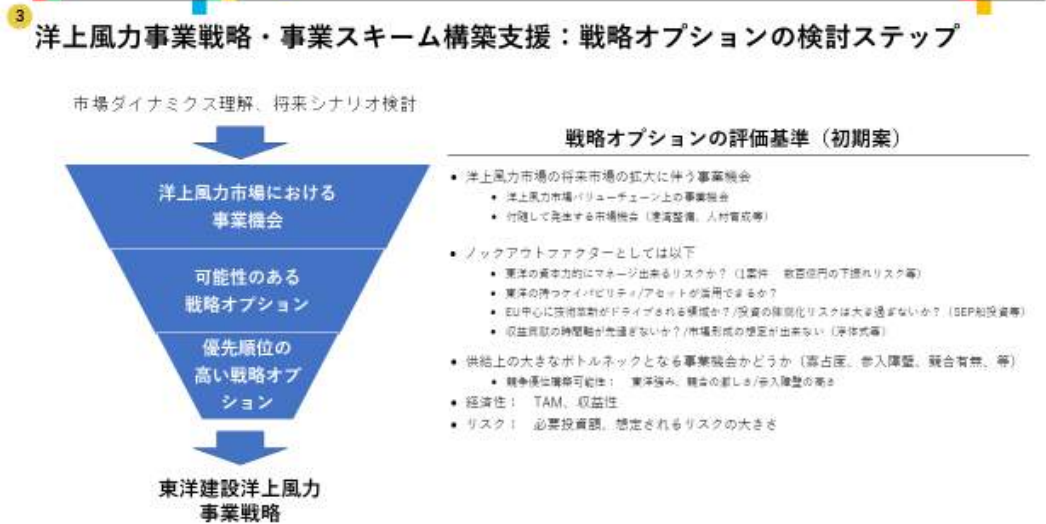 3
洋上風力事業戦略・事業スキーム構築支援：戦略オプションの検討ステップ
市場ダイナミクス理解、将来シナリオ検討
洋上風力市場における
事業機会
可能性のある
戦略オプション
優先順位の
高い戦略オプ
ション
東洋建設洋上風力
事業戦略
戦略オプションの評価基準（初期案）
• 洋上風力市場の将来市場の拡大に伴う事業機会
• 洋上風力市場バリューチェーン上の事業機会
• 付随して発生する市場機会（港湾整備、人材育成等）
• ノックアウトファクターとしては以下
• 東洋の資本力的にマネージ出来るリスクか？（1案件 数百億円の下振れリスク等）
• 東洋の持つケイパビリティ/アセットが活用できるか？
• EU中心に技術革新がドライブされる領域か？/投資の陳腐化リスクは大き過ぎないか？（SEP船投資等）
• 収益貢献の時間軸が先過ぎないか？/市場形成の想定が出来ない（浮体式等）
• 供給上の大きなボトルネックとなる事業機会かどうか（寡占度、参入障壁、競合有無、等）
• 競争優位構築可能性： 東洋強み、競合の厳しさ/参入障壁の高さ
• 経済性： TAM、収益性
• リスク： 必要投資額、想定されるリスクの大きさ